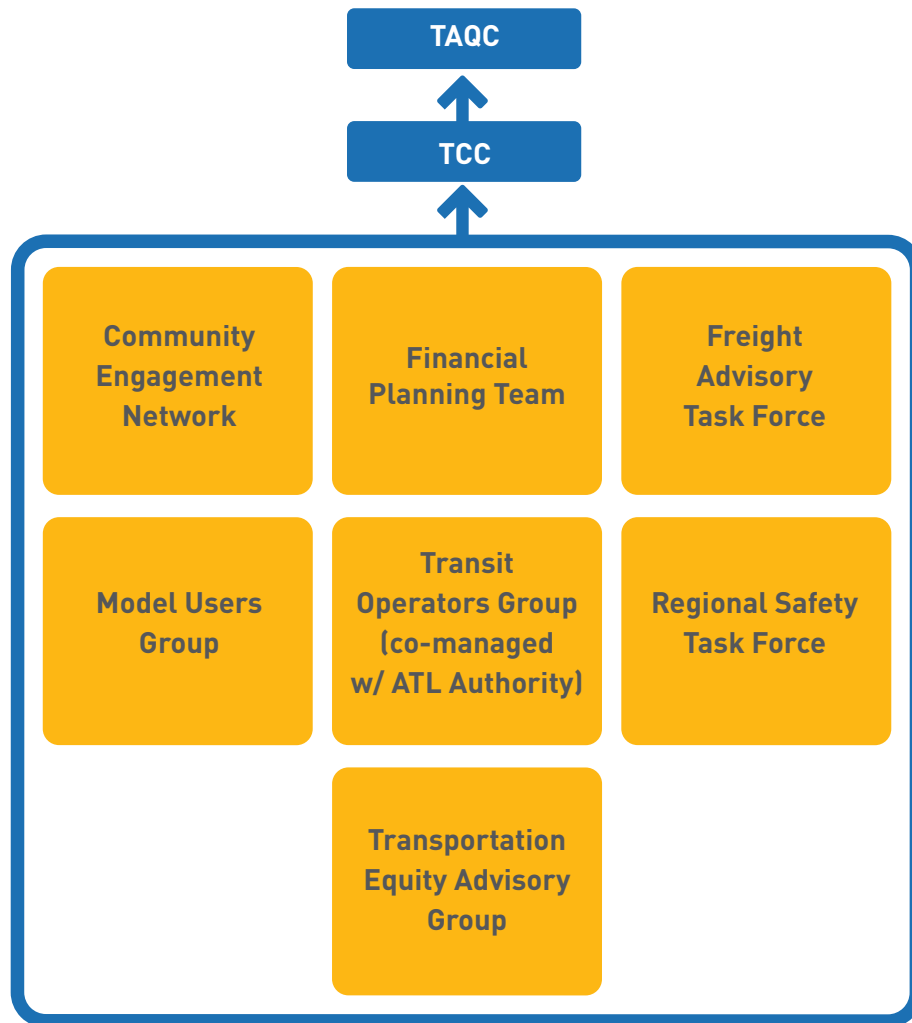 TAQC
TCC
Community
Engagement
Network
Financial
Planning Team
Freight
Advisory
Task Force
Model Users
Group
Transit
Operators Group
(co-managed
w/ ATL Authority)
Regional Safety
Task Force
Transportation
Equity Advisory
Group